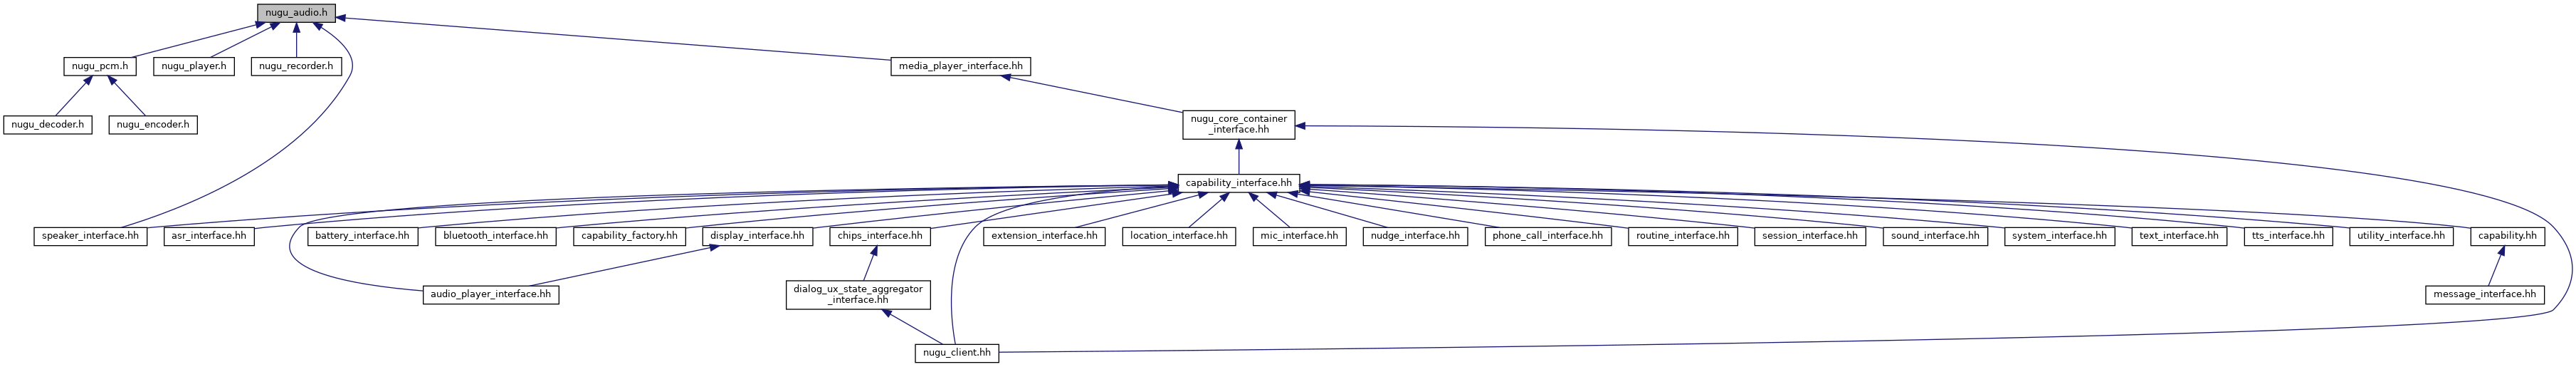 nugu_audio.h
nugu_pcm.h
nugu_player.h
nugu_recorder.h
media_player_interface.hh
nugu_decoder.h
nugu_encoder.h
nugu_core_container
_interface.hh
capability_interface.hh
speaker_interface.hh
asr_interface.hh
battery_interface.hh
bluetooth_interface.hh
capability_factory.hh
display_interface.hh
chips_interface.hh
extension_interface.hh
location_interface.hh
mic_interface.hh
nudge_interface.hh
phone_call_interface.hh
routine_interface.hh
session_interface.hh
sound_interface.hh
system_interface.hh
text_interface.hh
tts_interface.hh
utility_interface.hh
capability.hh
audio_player_interface.hh
dialog_ux_state_aggregator
_interface.hh
message_interface.hh
nugu_client.hh